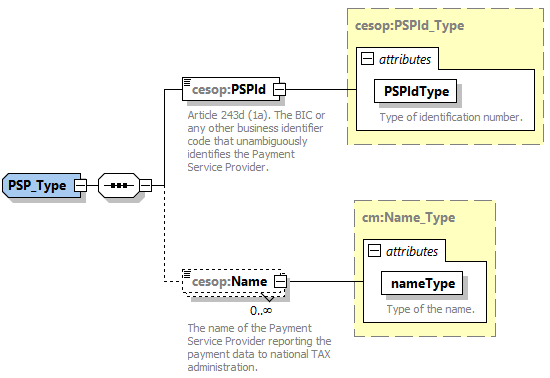 cesop:PSPId_Type
attributes
PSPIdType
Type of identification number.
cesop:PSPId
Article 243d (1a). The BIC or
any other business identifier
code that unambiguously
identifies the Payment
Service Provider.
PSP_Type
cm:Name_Type
attributes
nameType
Type of the name.
cesop:Name
0..∞
The name of the Payment
Service Provider reporting the
payment data to national TAX
administration.